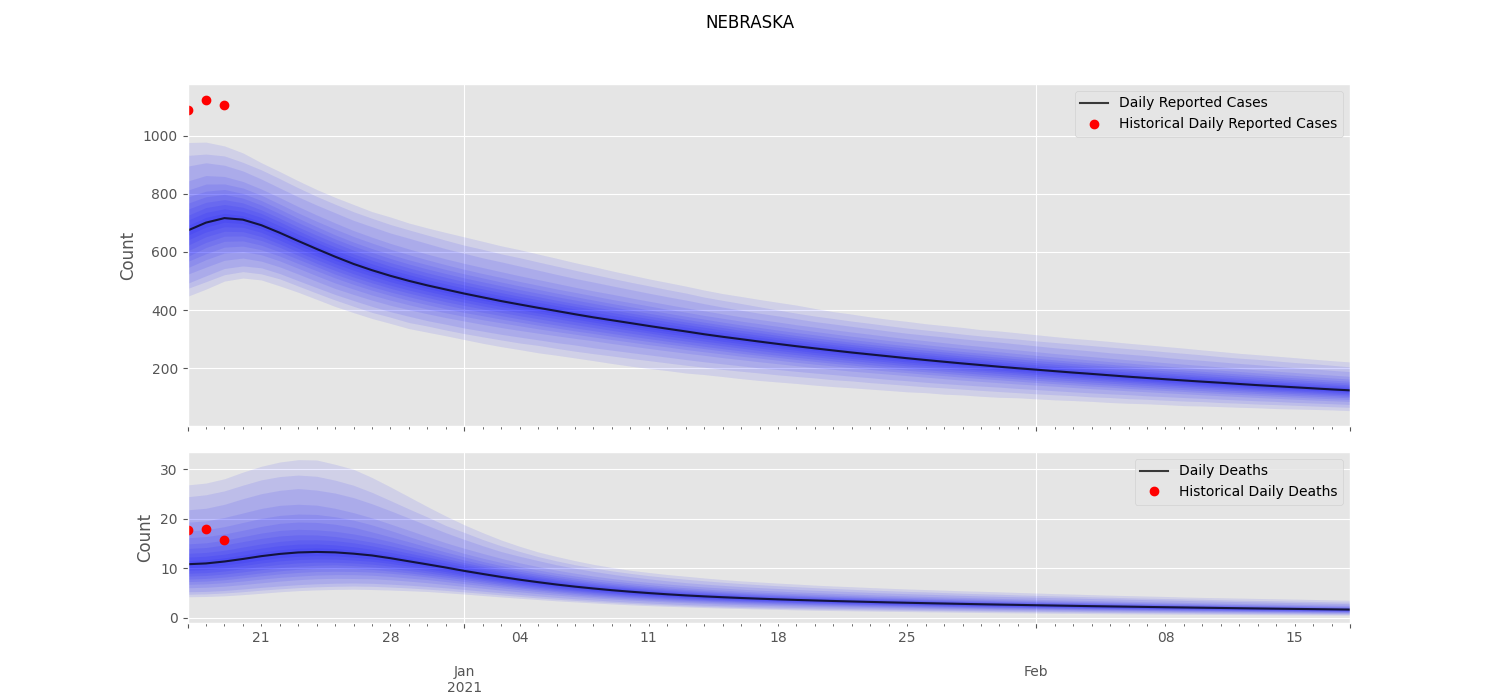 NEBRASKA
Daily Reported Cases
Historical Daily Reported Cases
1000
800
600
400
200
Count
Daily Deaths
Historical Daily Deaths
30
20
10
0
Count
21 28 04 11 18 25 08 15
Jan Feb
2021